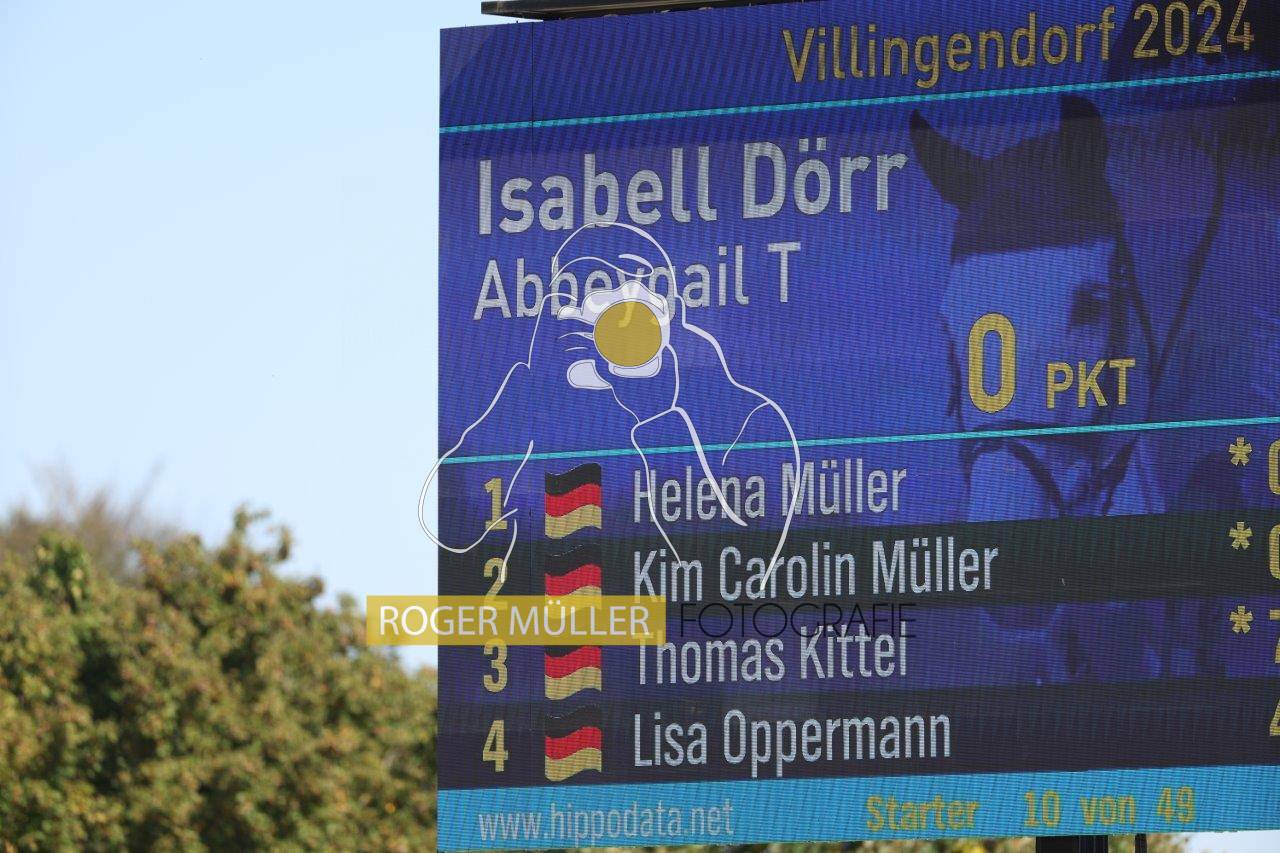 Villingendorf 2024
Isabell Dörr
Abbeygail T
0 PKT
1 Helena Müller *
2 Kim Carolin Müller *
ROGER MÜLLER FOTOGRAFIE
3 Thomas Kittel *
4 Lisa Oppermann
www.hippodata.net Starter 10 von 49